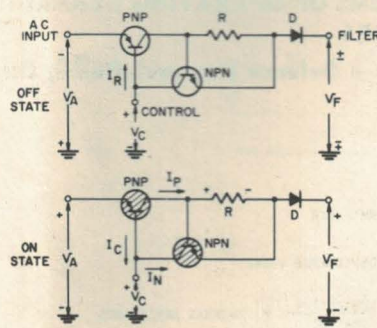 AC
INPUT
PNP
R
D
FILTER
-
±
I_R
NPN
OFF
STATE
V_A
+
CONTROL
+
V_C
-
V_F
+
∓
PNP
I_P
+
+ -
R
D
+
ON
STATE
V_A
I_C
NPN
I_N
+
V_C
-
V_F
-
-